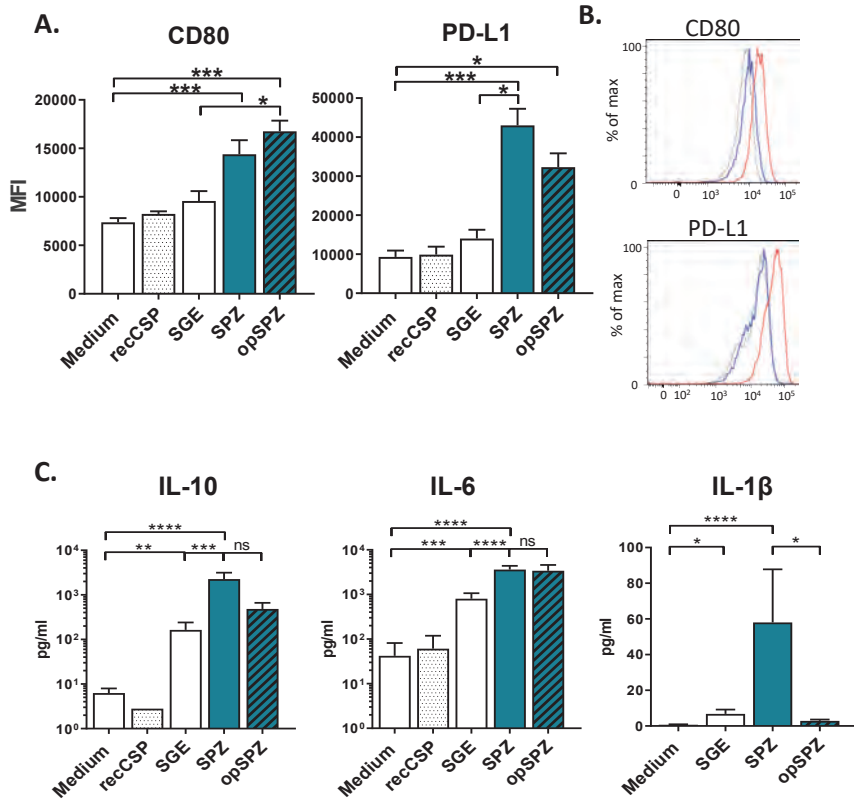 A.
CD80
MFI
20000
15000
10000
5000
0
***
***
*
Medium
recCSP
SGE
SPZ
opSPZ
PD-L1
50000
40000
30000
20000
10000
0
*
***
*
Medium
recCSP
SGE
SPZ
opSPZ
B.
CD80
% of max
100
0
0 10³ 10⁴ 10⁵
PD-L1
% of max
100
0
0 10² 10³ 10⁴ 10⁵
C.
IL-10
pg/ml
10⁴
10³
10²
10¹
10⁰
****
** *** ns
Medium
recCSP
SGE
SPZ
opSPZ
IL-6
pg/ml
10⁴
10³
10²
10¹
10⁰
****
*** **** ns
Medium
recCSP
SGE
SPZ
opSPZ
IL-1β
pg/ml
100
80
60
40
20
0
****
* *
Medium
SGE
SPZ
opSPZ